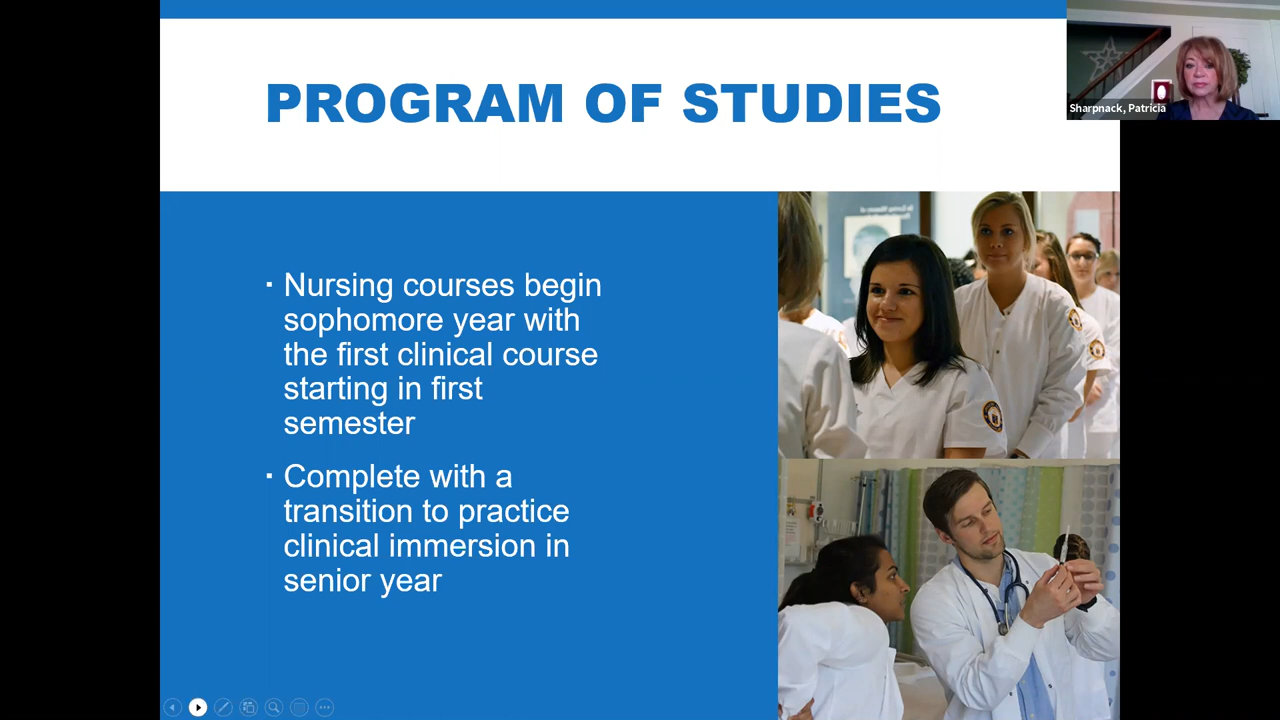 PROGRAM OF STUDIES
Sharpnack, Patricia
▪ Nursing courses begin
sophomore year with
the first clinical course
starting in first
semester
▪ Complete with a
transition to practice
clinical immersion in
senior year